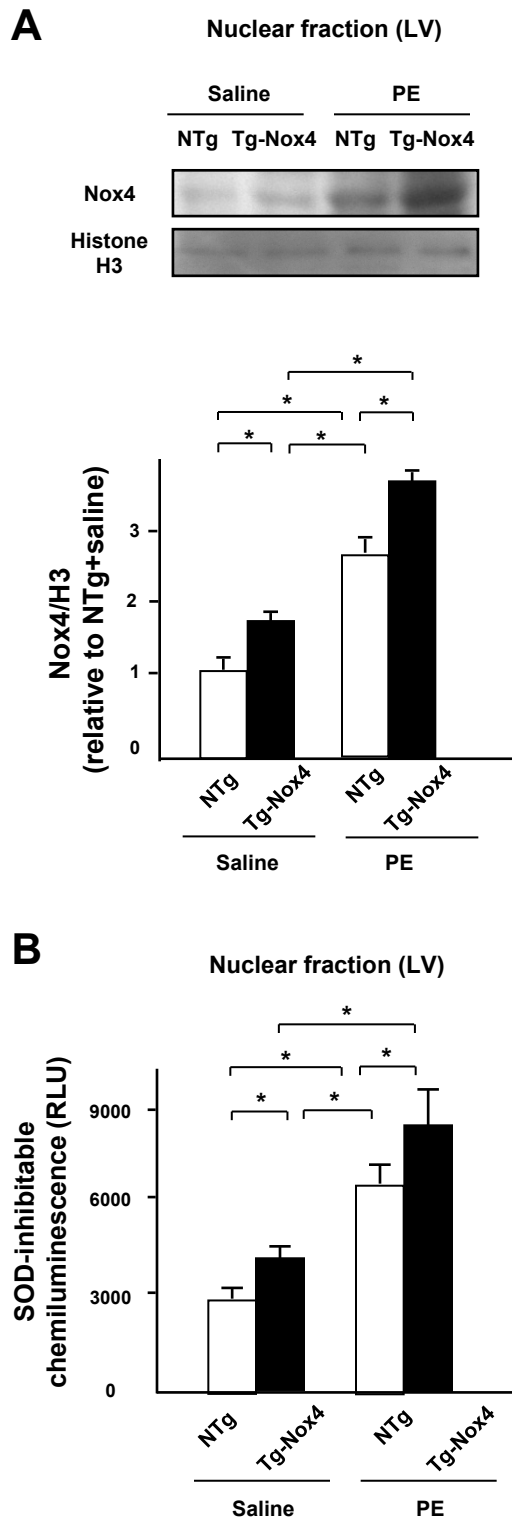 A
Nuclear fraction (LV)
Saline PE
NTg Tg-Nox4 NTg Tg-Nox4
Nox4
Histone
H3
*
* *
* *
Nox4/H3
(relative to NTg+saline)
3
2
1
0
NTg Tg-Nox4 NTg Tg-Nox4
Saline PE
B
Nuclear fraction (LV)
*
* *
* *
SOD-inhibitable
chemiluminescence (RLU)
9000
6000
3000
0
NTg Tg-Nox4 NTg Tg-Nox4
Saline PE